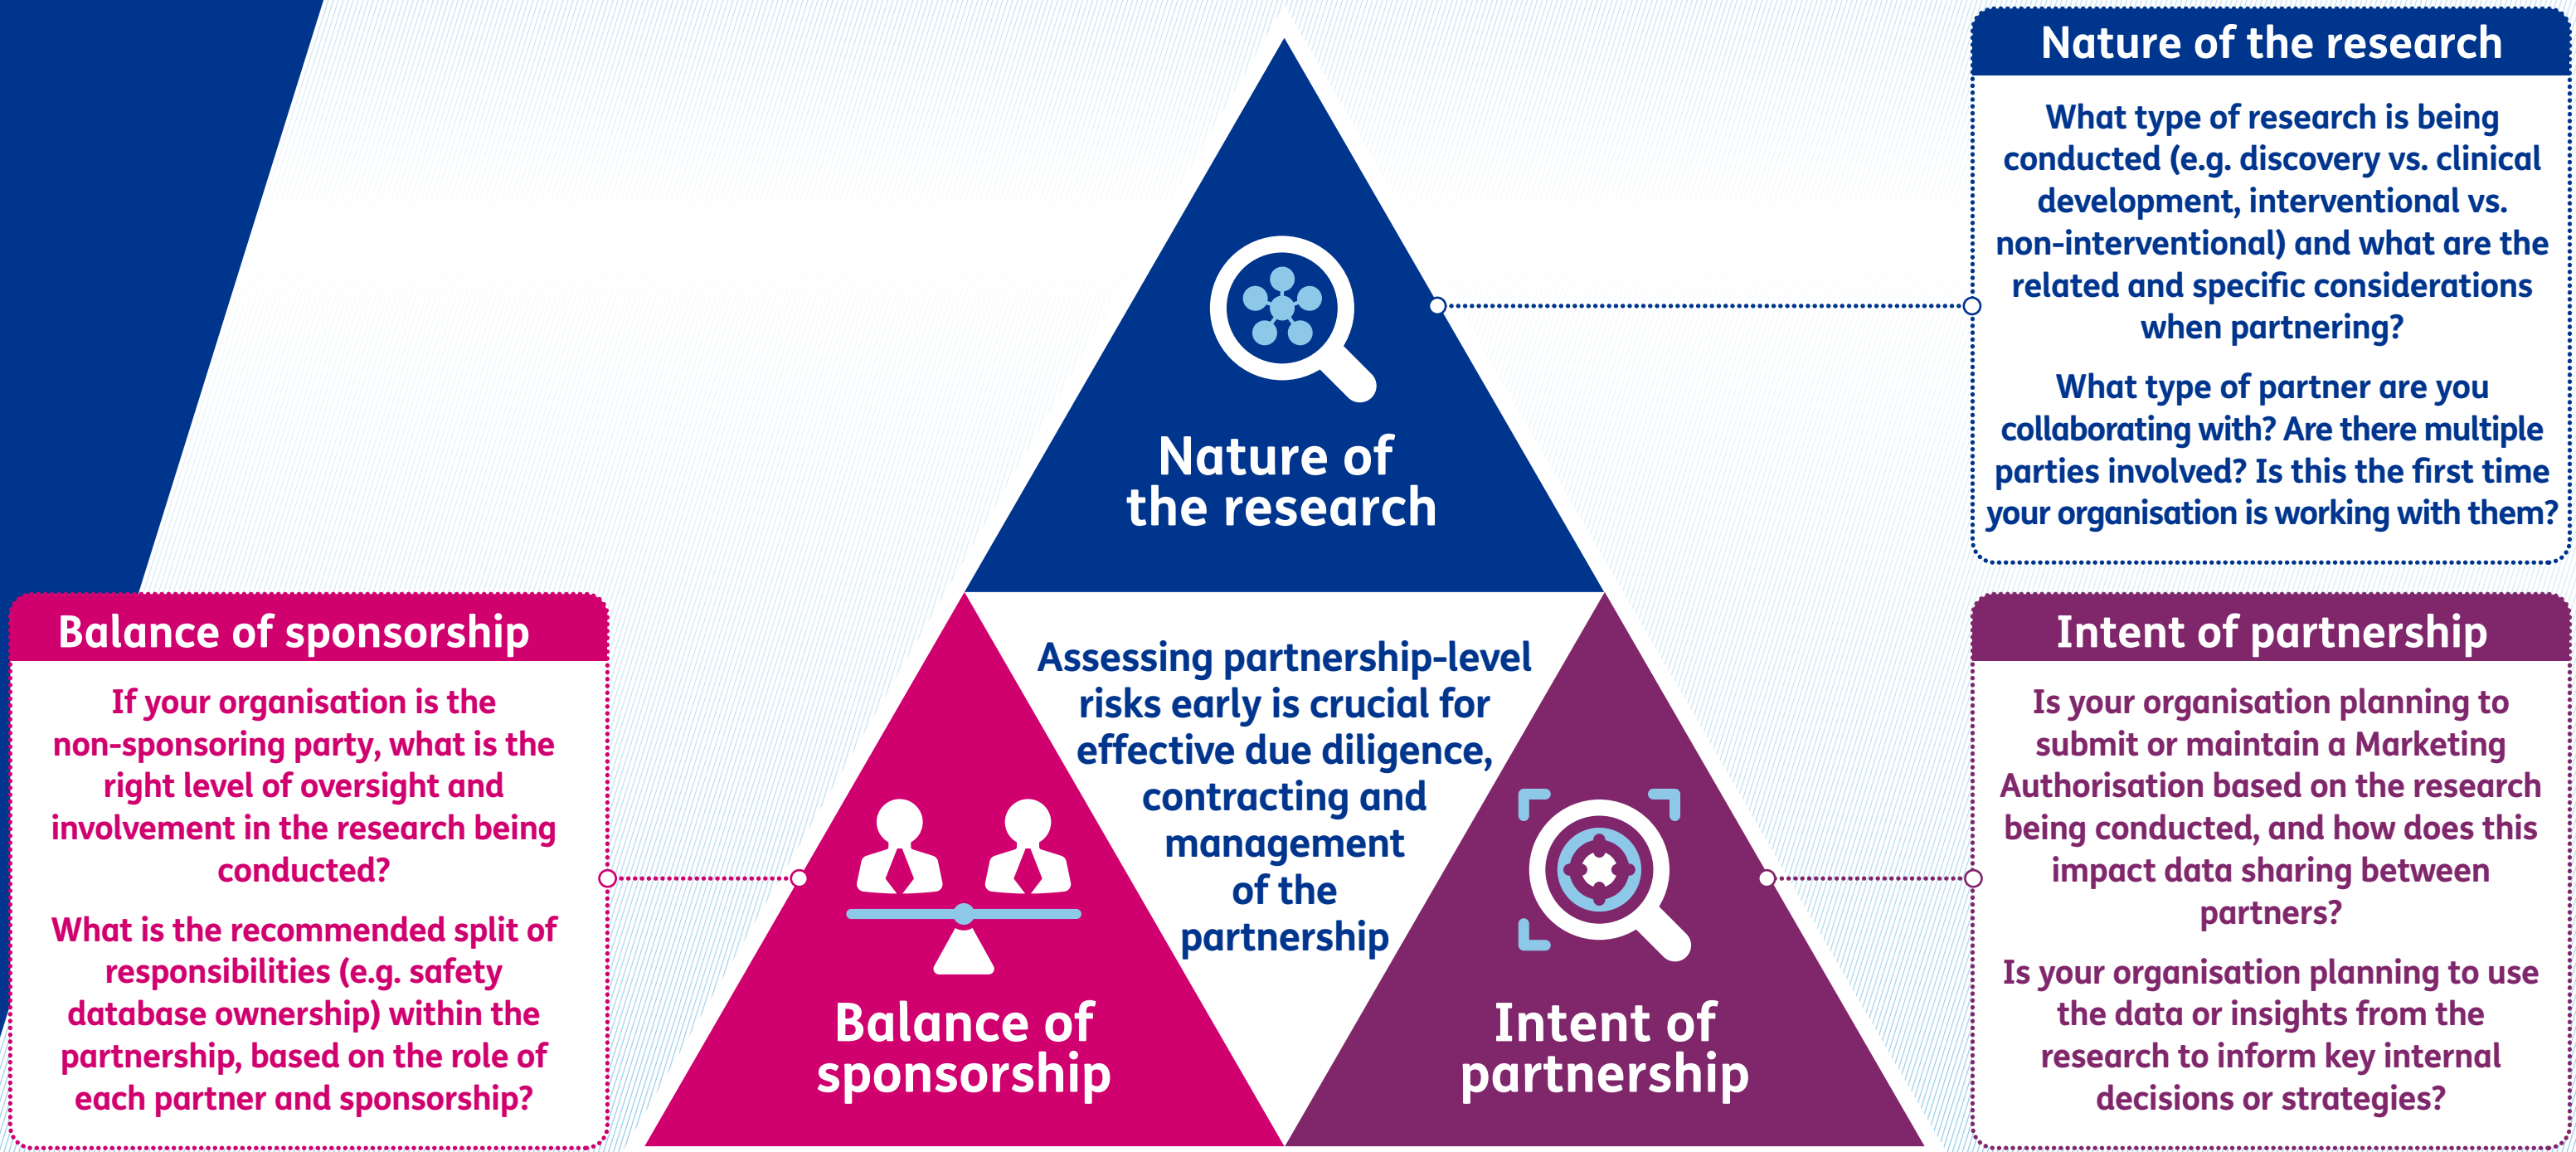 Nature of the research
What type of research is being
conducted (e.g. discovery vs. clinical
development, interventional vs.
non-interventional) and what are the
related and specific considerations
when partnering?
What type of partner are you
collaborating with? Are there multiple
parties involved? Is this the first time
your organisation is working with them?
Nature of
the research
Balance of sponsorship
If your organisation is the
non-sponsoring party, what is the
right level of oversight and
involvement in the research being
conducted?
What is the recommended split of
responsibilities (e.g. safety
database ownership) within the
partnership, based on the role of
each partner and sponsorship?
Assessing partnership-level
risks early is crucial for
effective due diligence,
contracting and
management
of the
partnership
Balance of
sponsorship
Intent of
partnership
Intent of partnership
Is your organisation planning to
submit or maintain a Marketing
Authorisation based on the research
being conducted, and how does this
impact data sharing between
partners?
Is your organisation planning to use
the data or insights from the
research to inform key internal
decisions or strategies?